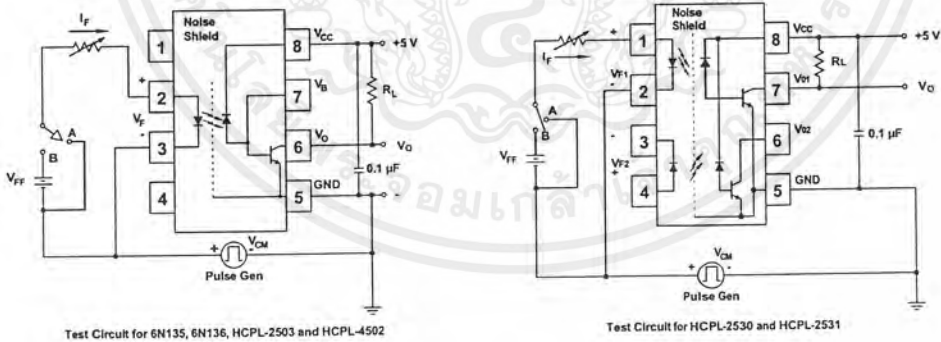 IF
Noise
Shield
1
8
VCC
+5 V
+
2
VF
-
3
7
VB
RL
A
B
6
VO
VO
VFF
0.1 µF
4
5
GND
-
+
VCM
-
Pulse Gen
Test Circuit for 6N135, 6N136, HCPL-2503 and HCPL-4502
IF
Noise
Shield
+
1
8
VCC
+5 V
VF1
-
2
RL
7
V01
VO
A
B
-
3
VF2
+
4
6
V02
0.1 µF
VFF
5
GND
+
VCM
-
Pulse Gen
Test Circuit for HCPL-2530 and HCPL-2531